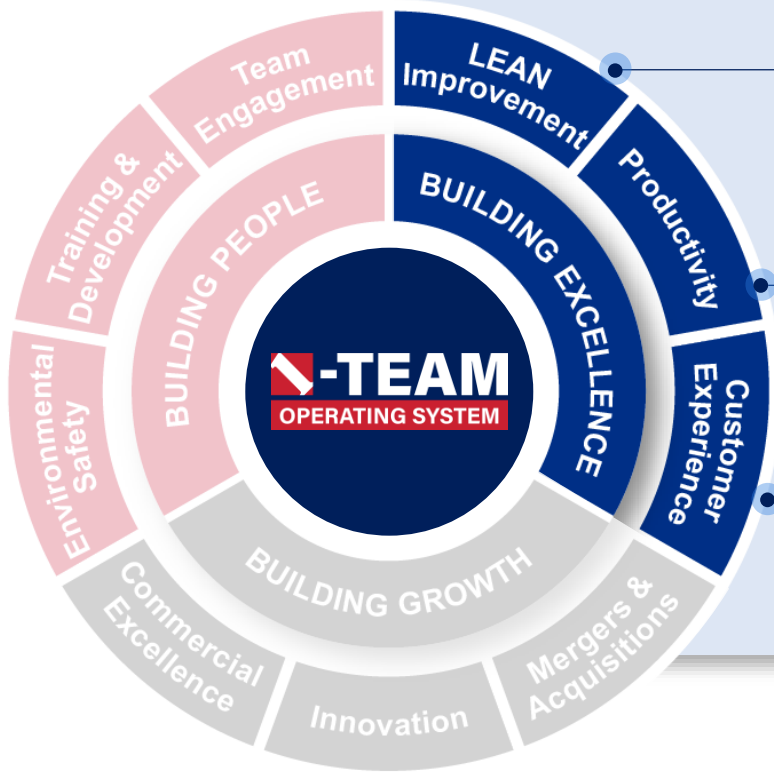 LEAN
Improvement
Productivity
Customer
Experience
BUILDING EXCELLENCE
Mergers &
Acquisitions
Innovation
Commercial
Excellence
BUILDING GROWTH
Environmental
Safety
Training &
Development
Team
Engagement
BUILDING PEOPLE
1-TEAM
OPERATING SYSTEM